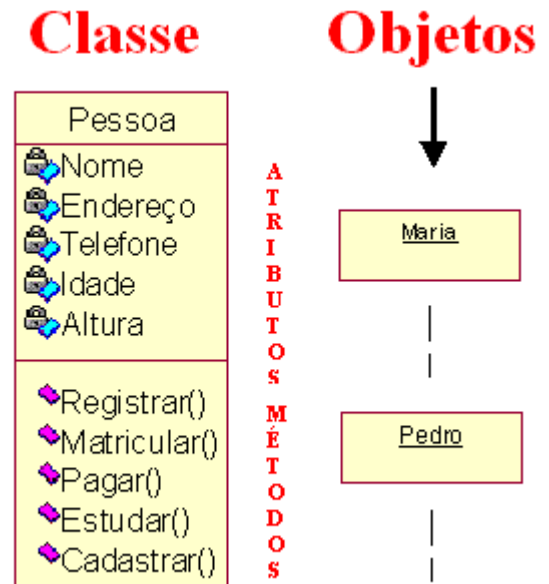 Classe
Objetos
Pessoa
Nome
Endereço
Telefone
Idade
Altura
Registrar()
Matricular()
Pagar()
Estudar()
Cadastrar()
ATRIBUTOS
MÉTODOS
Maria
Pedro